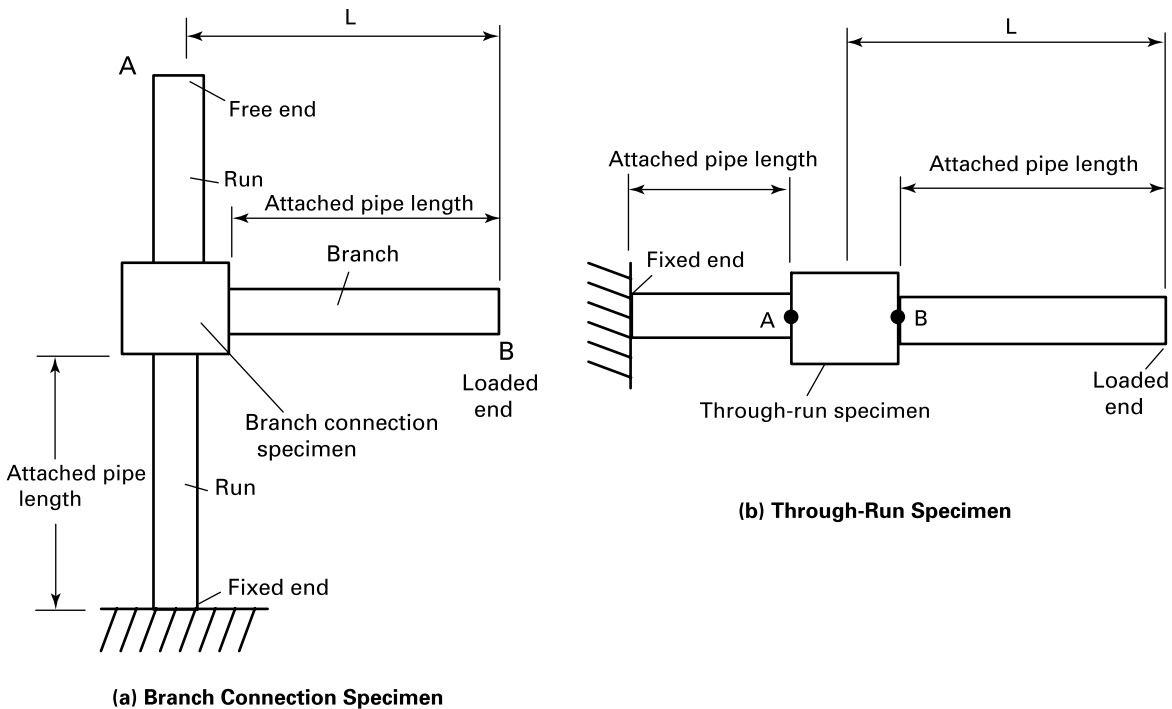 L
A
Free end
Run
Attached pipe length
Branch
B
Loaded
end
Branch connection
specimen
Attached pipe
length
Run
Fixed end
(a) Branch Connection Specimen
L
Attached pipe length
Attached pipe length
Fixed end
A
B
Loaded
end
Through-run specimen
(b) Through-Run Specimen